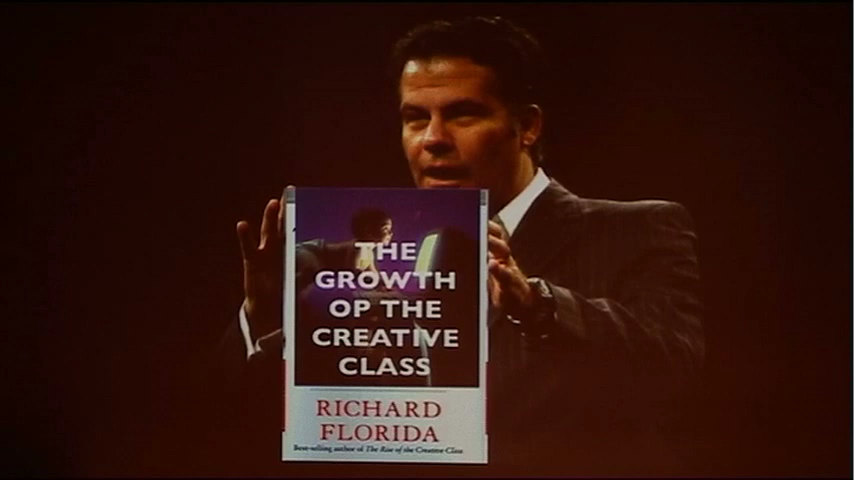 THE
GROWTH
OP THE
CREATIVE
CLASS
RICHARD
FLORIDA
Best-selling author of The Rise of the Creative Class